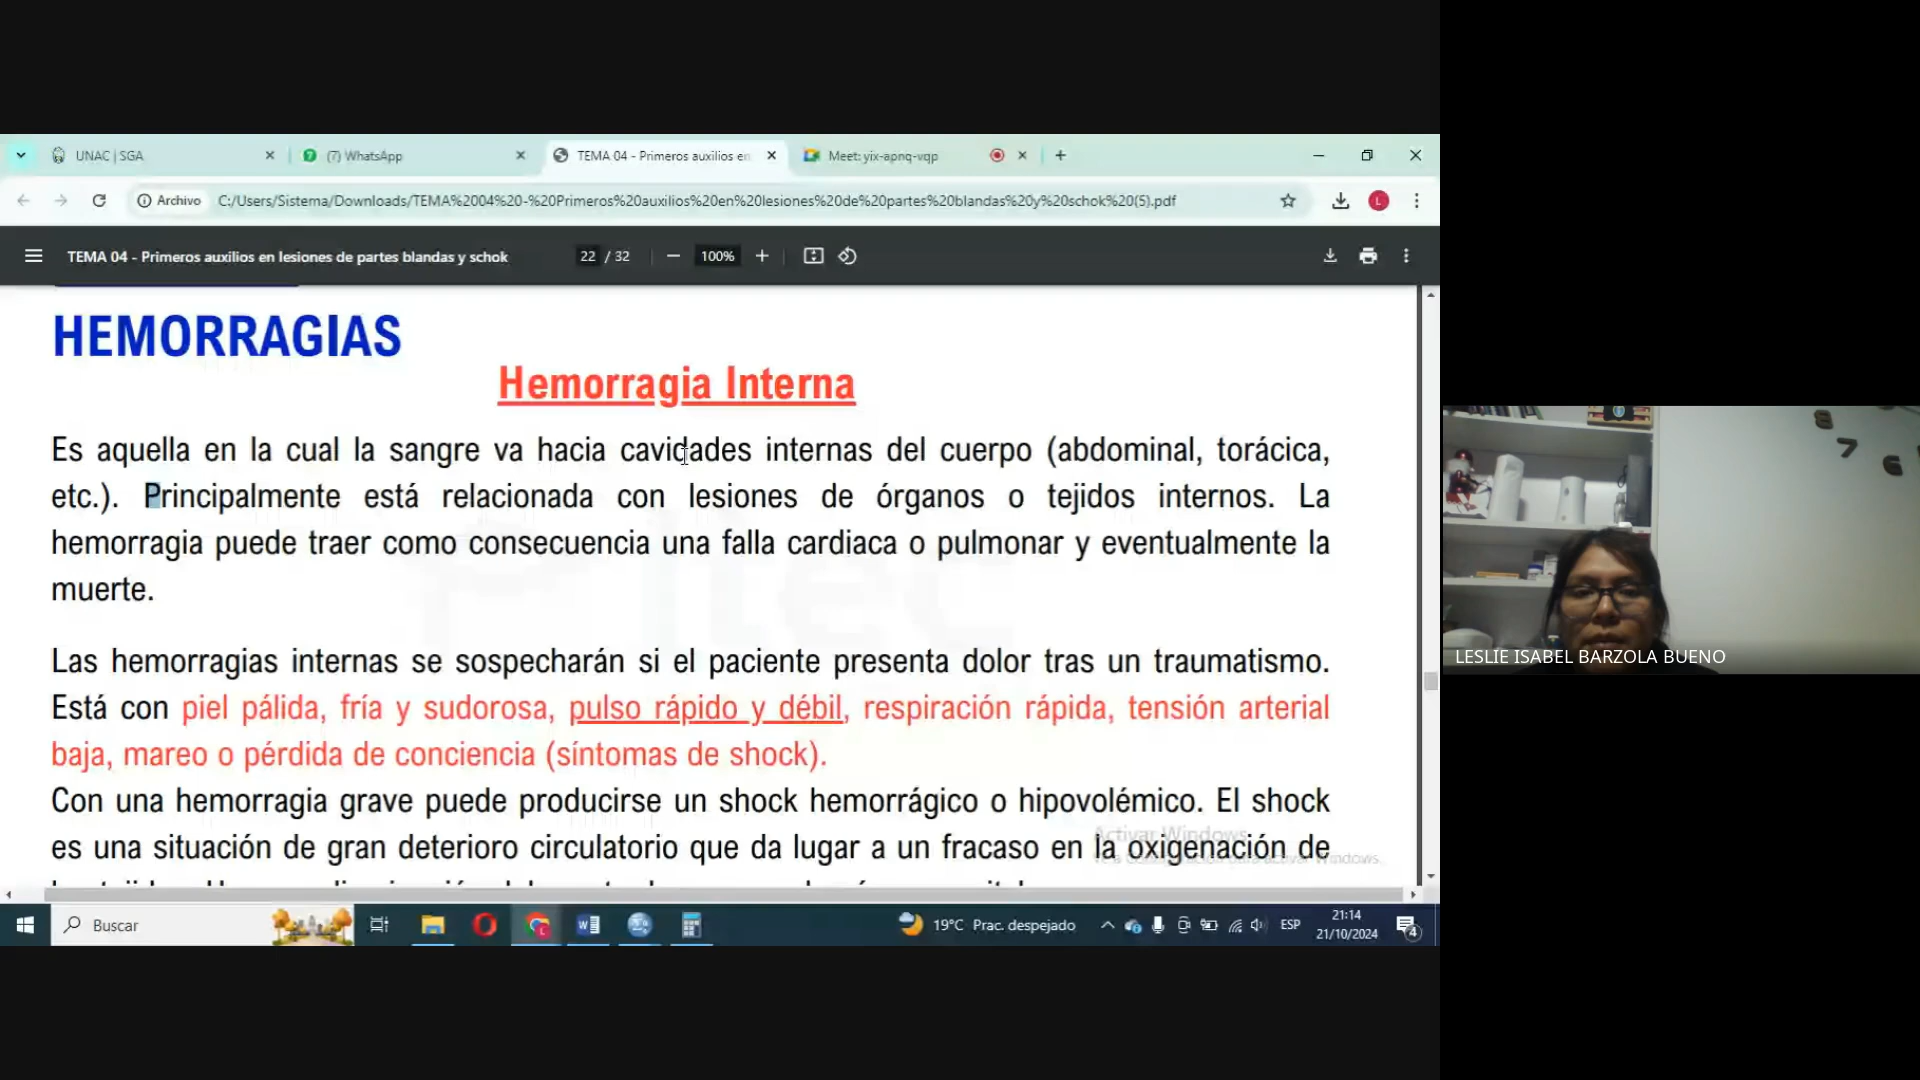 UNAC | SGA
(7) WhatsApp
TEMA 04 - Primeros auxilios en
Meet: yix-apnq-vqp
Archivo
C:/Users/Sistema/Downloads/TEMA%2004%20-%20Primeros%20auxilios%20en%20lesiones%20de%20partes%20blandas%20y%20schok%20(5).pdf
L
TEMA 04 - Primeros auxilios en lesiones de partes blandas y schok
22 / 32
100%
HEMORRAGIAS
Hemorragia Interna
Es aquella en la cual la sangre va hacia cavidades internas del cuerpo (abdominal, torácica,
etc.). Principalmente está relacionada con lesiones de órganos o tejidos internos. La
hemorragia puede traer como consecuencia una falla cardiaca o pulmonar y eventualmente la
muerte.
Las hemorragias internas se sospecharán si el paciente presenta dolor tras un traumatismo.
Está con piel pálida, fría y sudorosa, pulso rápido y débil, respiración rápida, tensión arterial
baja, mareo o pérdida de conciencia (síntomas de shock).
Con una hemorragia grave puede producirse un shock hemorrágico o hipovolémico. El shock
es una situación de gran deterioro circulatorio que da lugar a un fracaso en la oxigenación de
Activar Windows
Buscar
19°C Prac. despejado
ESP
21:14
21/10/2024
4
8
7
6
LESLIE ISABEL BARZOLA BUENO